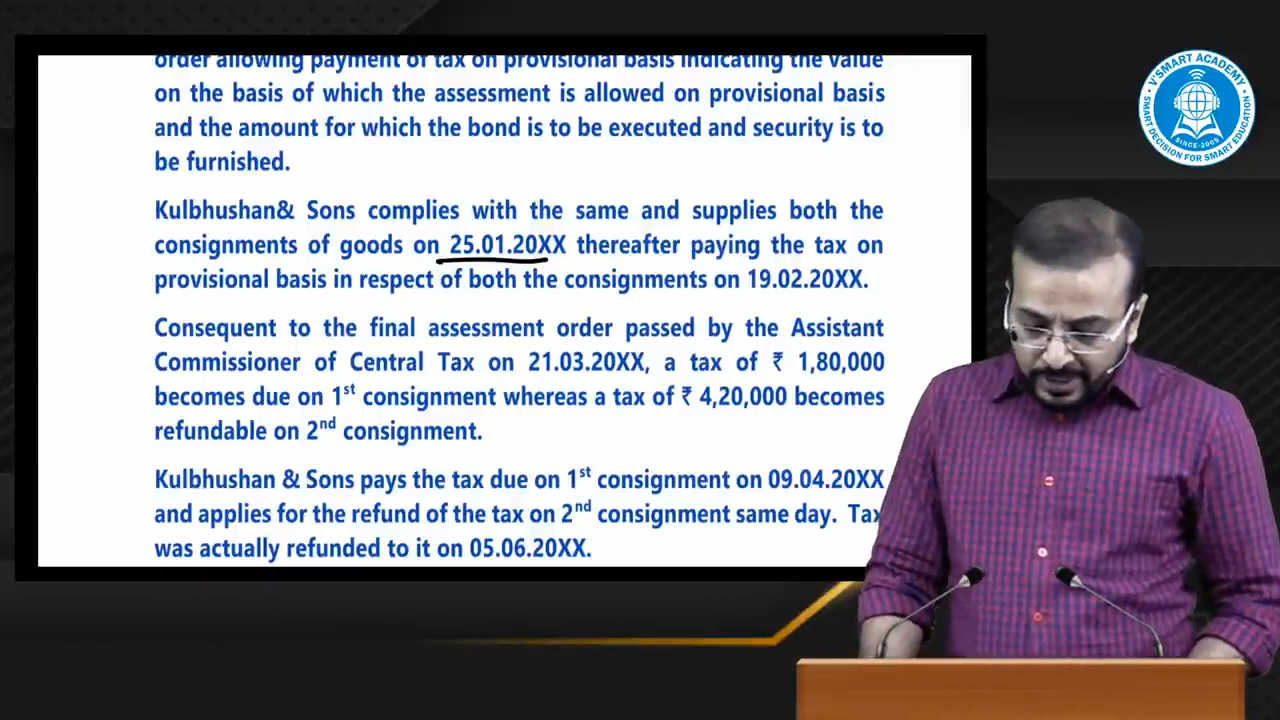 order allowing payment of tax on provisional basis indicating the value
on the basis of which the assessment is allowed on provisional basis
and the amount for which the bond is to be executed and security is to
be furnished.
Kulbhushan& Sons complies with the same and supplies both the
consignments of goods on 25.01.20XX thereafter paying the tax on
provisional basis in respect of both the consignments on 19.02.20XX.
Consequent to the final assessment order passed by the Assistant
Commissioner of Central Tax on 21.03.20XX, a tax of ₹ 1,80,000
becomes due on 1st consignment whereas a tax of ₹ 4,20,000 becomes
refundable on 2nd consignment.
Kulbhushan & Sons pays the tax due on 1st consignment on 09.04.20XX
and applies for the refund of the tax on 2nd consignment same day. Tax
was actually refunded to it on 05.06.20XX.
V'SMART ACADEMY
SINCE-2005
SMART DECISION FOR SMART EDUCATION